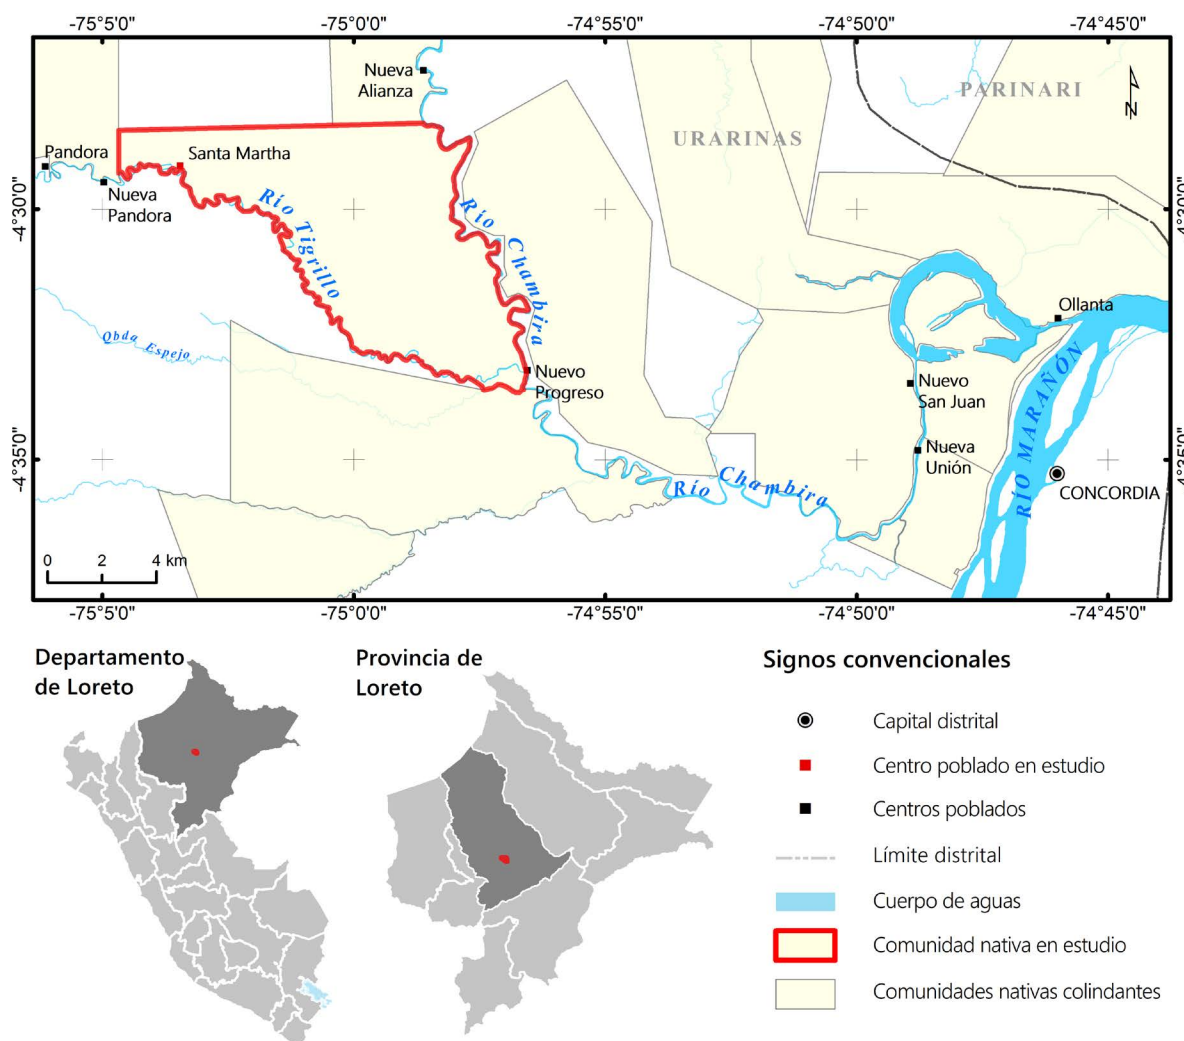 -75°5'0"
-75°0'0"
-74°55'0"
-74°50'0"
-74°45'0"
Nueva
Alianza
PARINARI
N
URARINAS
Pandora
Santa Martha
Nueva
Pandora
-4°30'0"
4°30'0"
Río Tigrillo
Río Chambira
Ollanta
Qbda Espejo
Nuevo
Progreso
Nuevo
San Juan
RÍO MARAÑÓN
Nueva
Unión
4°35'0"
4°35'0"
Río Chambira
CONCORDIA
0 2 4 km
-75°5'0"
-75°0'0"
-74°55'0"
-74°50'0"
-74°45'0"
Departamento
de Loreto
Provincia de
Loreto
Signos convencionales
Capital distrital
Centro poblado en estudio
Centros poblados
Límite distrital
Cuerpo de aguas
Comunidad nativa en estudio
Comunidades nativas colindantes